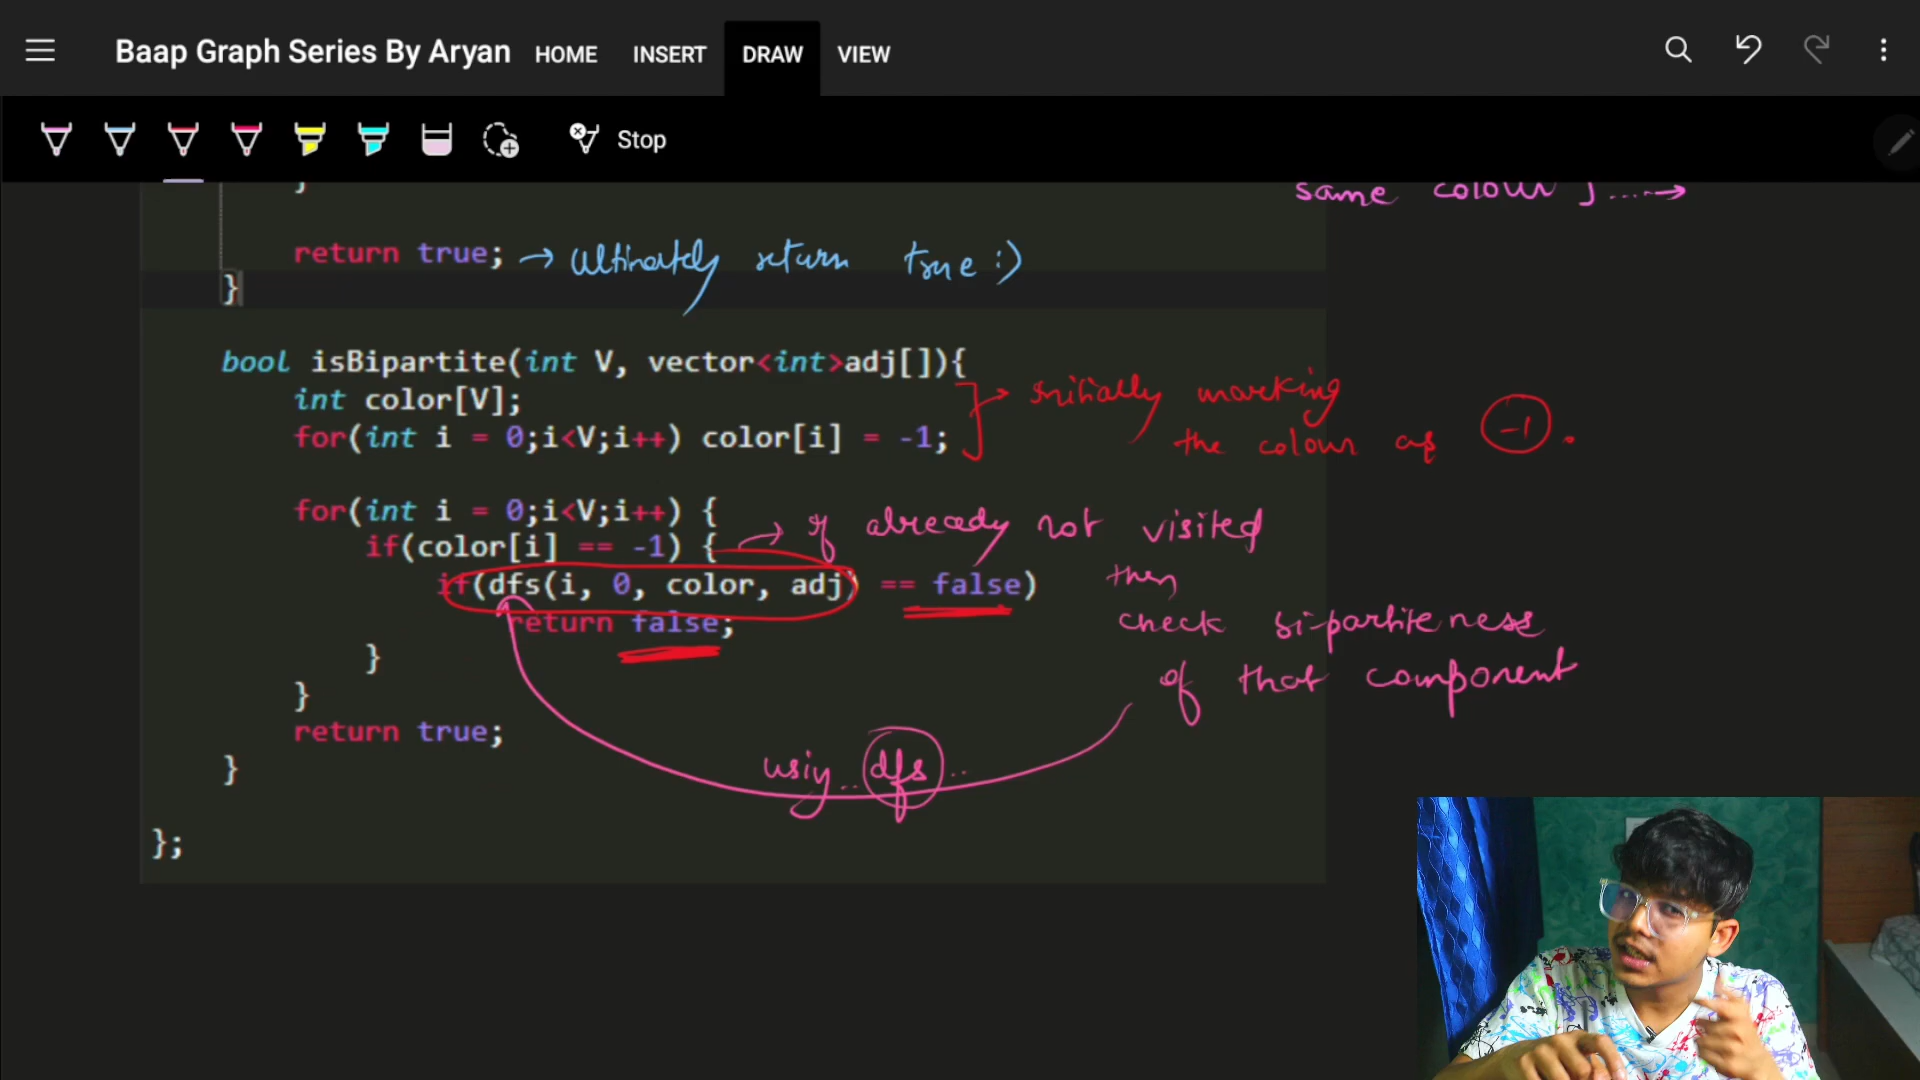 Baap Graph Series By Aryan HOME INSERT DRAW VIEW
Stop
}
same colour ] ....→
return true; → Ultimately return true :)
}
bool isBipartite(int V, vector<int>adj[]){
int color[V]; → initially marking
for(int i = 0;i<V;i++) color[i] = -1; the colour as -1.
for(int i = 0;i<V;i++) {
if(color[i] == -1) { → if already not visited
if(dfs(i, 0, color, adj) == false) then
return false; check bi-partiteness
} of that component
}
return true;
using.. dfs ..
}
};